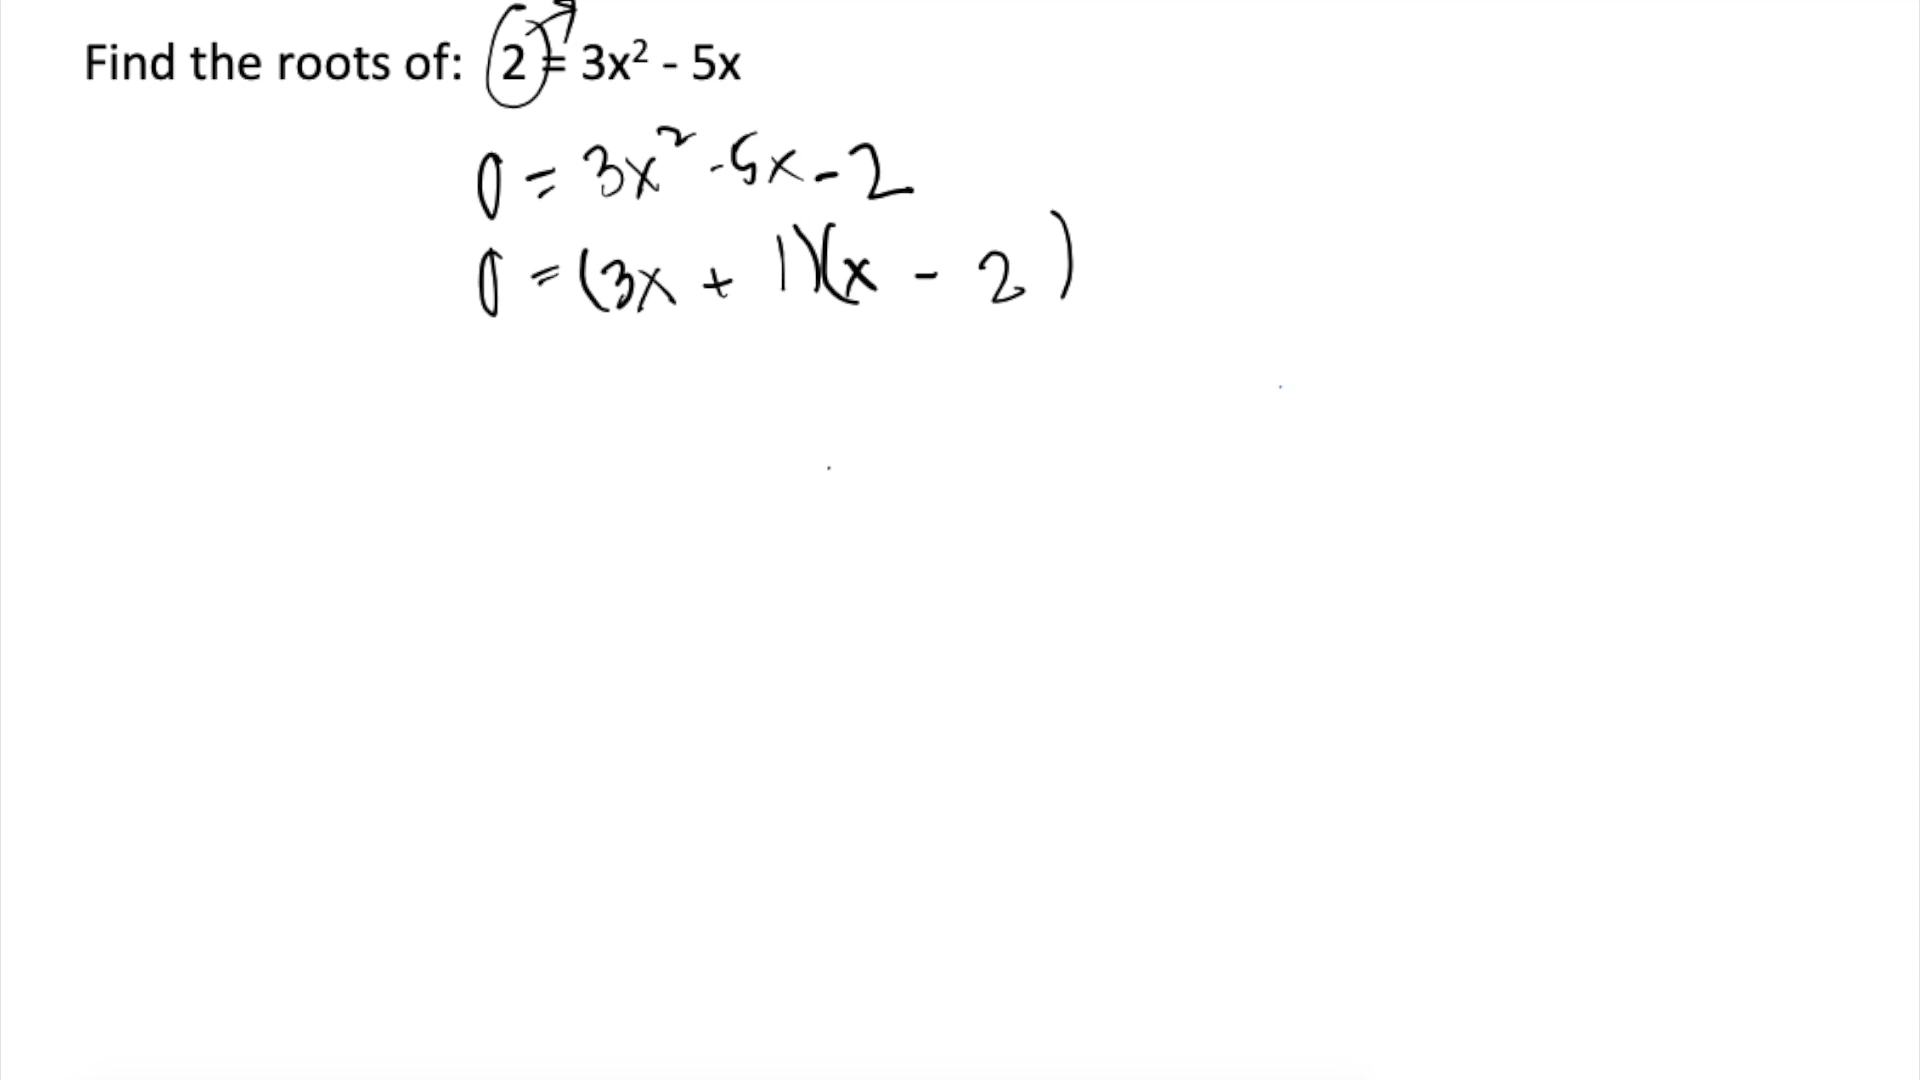 Find the roots of: 2 = 3x² - 5x
0 = 3x² - 5x - 2
0 = (3x + 1)(x - 2)